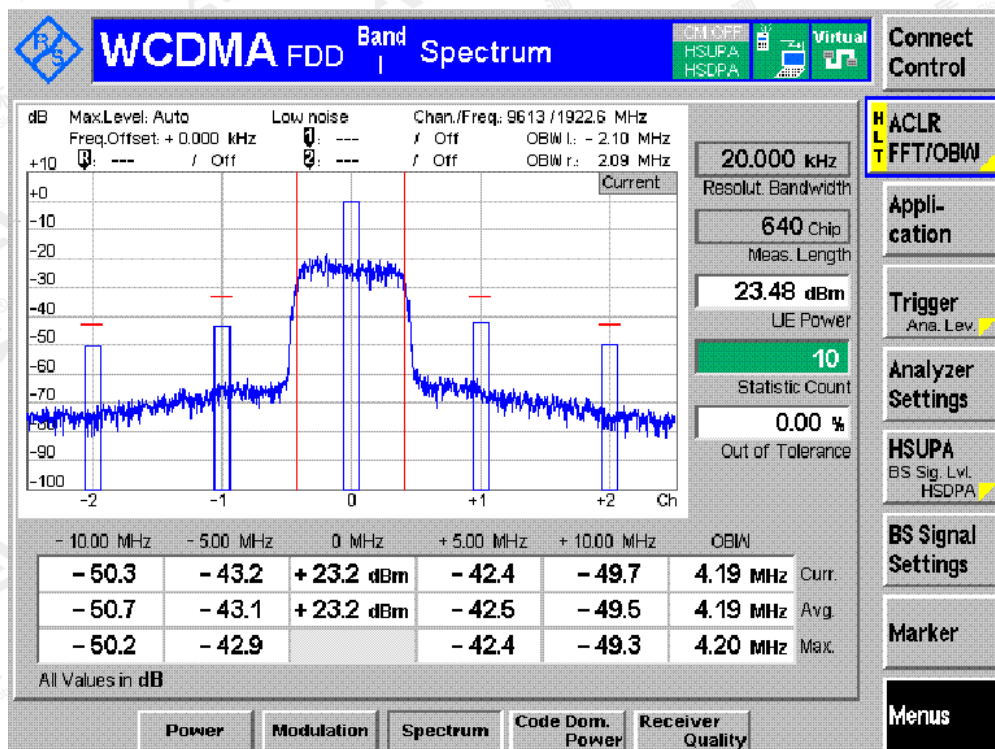 R&S
WCDMA FDD Band I Spectrum
HSUPA
HSDPA
Virtual
Connect Control
dB Max.Level: Auto Low noise Chan./Freq.: 9613 / 1922.6 MHz
Freq.Offset: + 0.000 kHz 1: --- / Off OBW l.: - 2.10 MHz
R: --- / Off 2: --- / Off OBW r.: 2.09 MHz
Current
+10
+0
-10
-20
-30
-40
-50
-60
-70
-80
-90
-100
-2 -1 0 +1 +2 Ch
20.000 kHz
Resolut. Bandwidth
640 Chip
Meas. Length
23.48 dBm
UE Power
10
Statistic Count
0.00 %
Out of Tolerance
- 10.00 MHz - 5.00 MHz 0 MHz + 5.00 MHz + 10.00 MHz OBW
- 50.3 - 43.2 + 23.2 dBm - 42.4 - 49.7 4.19 MHz Curr.
- 50.7 - 43.1 + 23.2 dBm - 42.5 - 49.5 4.19 MHz Avg.
- 50.2 - 42.9 - 42.4 - 49.3 4.20 MHz Max.
All Values in dB
HLT
ACLR
FFT/OBW
Appli-
cation
Trigger
Ana. Lev.
Analyzer
Settings
HSUPA
BS Sig. Lvl.
HSDPA
BS Signal
Settings
Marker
Menus
Power
Modulation
Spectrum
Code Dom.
Power
Receiver
Quality